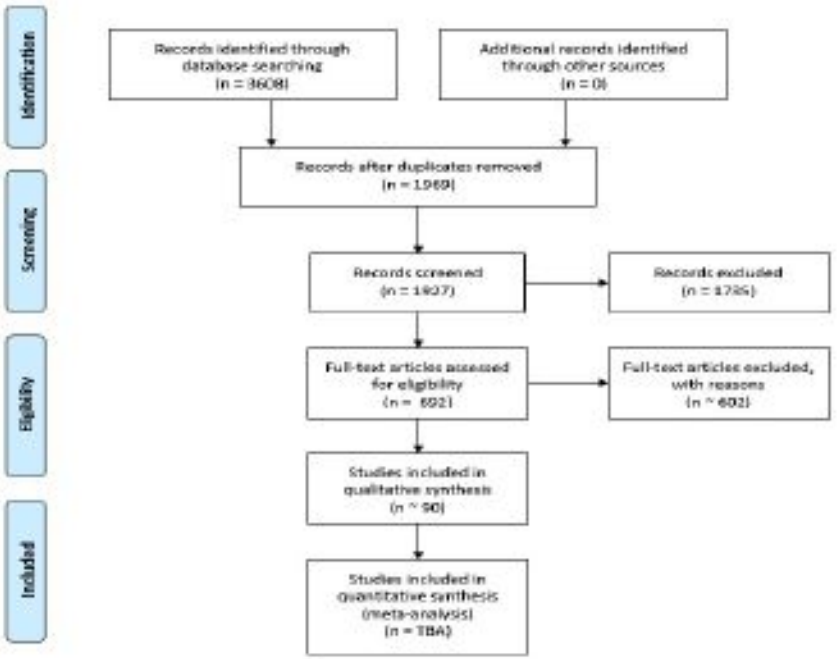 Identification
Records identified through
database searching
(n = 3608)
Additional records identified
through other sources
(n = 0)
Records after duplicates removed
(n = 1969)
Screening
Records screened
(n = 1927)
Records excluded
(n = 1735)
Eligibility
Full-text articles assessed
for eligibility
(n = 692)
Full-text articles excluded,
with reasons
(n ~ 602)
Studies included in
qualitative synthesis
(n ~ 90)
Included
Studies included in
quantitative synthesis
(meta-analysis)
(n = TBA)